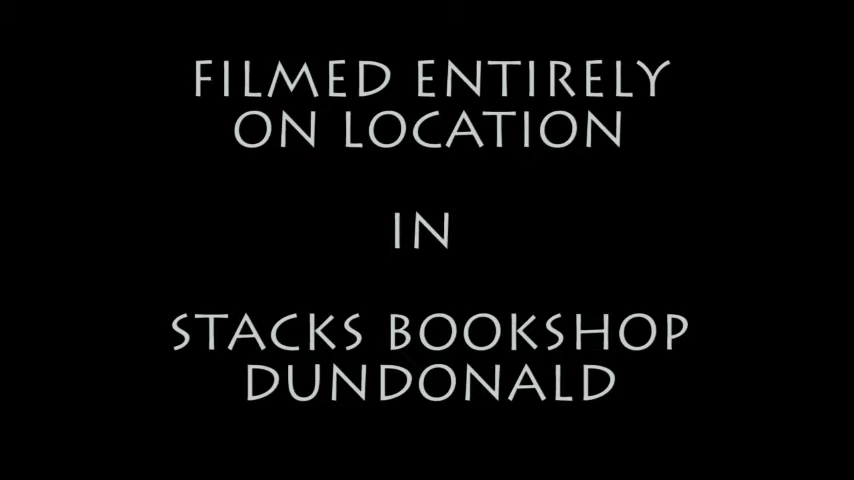 FILMED ENTIRELY
ON LOCATION
IN
STACKS BOOKSHOP
DUNDONALD